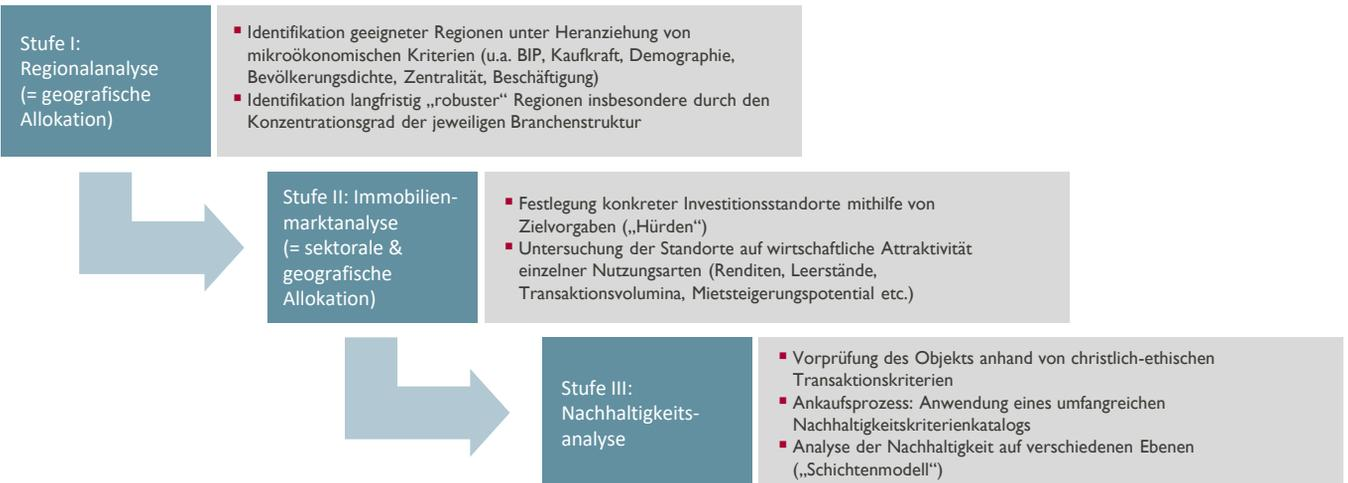 Stufe I:
Regionalanalyse
(= geografische
Allokation)
▪ Identifikation geeigneter Regionen unter Heranziehung von
mikroökonomischen Kriterien (u.a. BIP, Kaufkraft, Demographie,
Bevölkerungsdichte, Zentralität, Beschäftigung)
▪ Identifikation langfristig „robuster“ Regionen insbesondere durch den
Konzentrationsgrad der jeweiligen Branchenstruktur
Stufe II: Immobilien-
marktanalyse
(= sektorale &
geografische
Allokation)
▪ Festlegung konkreter Investitionsstandorte mithilfe von
Zielvorgaben („Hürden“)
▪ Untersuchung der Standorte auf wirtschaftliche Attraktivität
einzelner Nutzungsarten (Renditen, Leerstände,
Transaktionsvolumina, Mietsteigerungspotential etc.)
Stufe III:
Nachhaltigkeits-
analyse
▪ Vorprüfung des Objekts anhand von christlich-ethischen
Transaktionskriterien
▪ Ankaufsprozess: Anwendung eines umfangreichen
Nachhaltigkeitskriterienkatalogs
▪ Analyse der Nachhaltigkeit auf verschiedenen Ebenen
(„Schichtenmodell“)